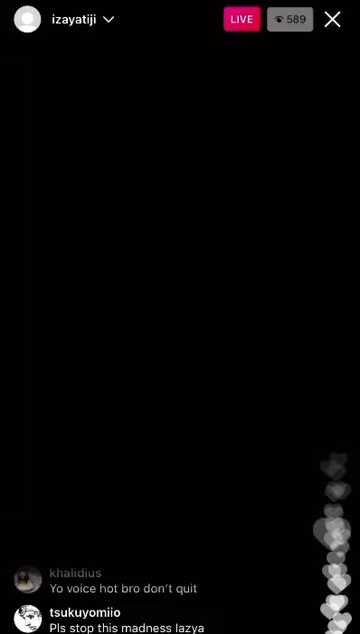 izayatiji
LIVE
589
khalidius
Yo voice hot bro don't quit
tsukuyomiio
Pls stop this madness lazya